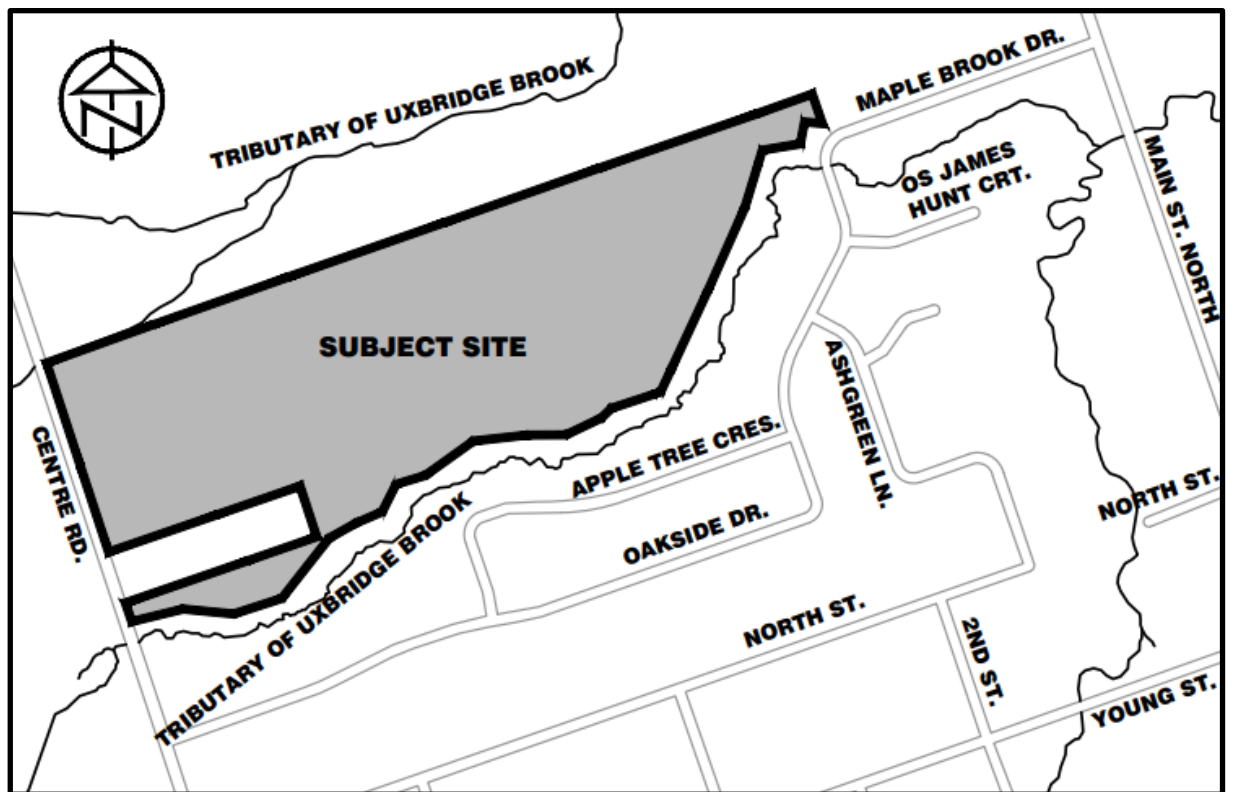 N
TRIBUTARY OF UXBRIDGE BROOK
MAPLE BROOK DR.
OS JAMES
HUNT CRT.
MAIN ST. NORTH
SUBJECT SITE
CENTRE RD.
ASHGREEN LN.
APPLE TREE CRES.
OAKSIDE DR.
NORTH ST.
TRIBUTARY OF UXBRIDGE BROOK
NORTH ST.
2ND ST.
YOUNG ST.